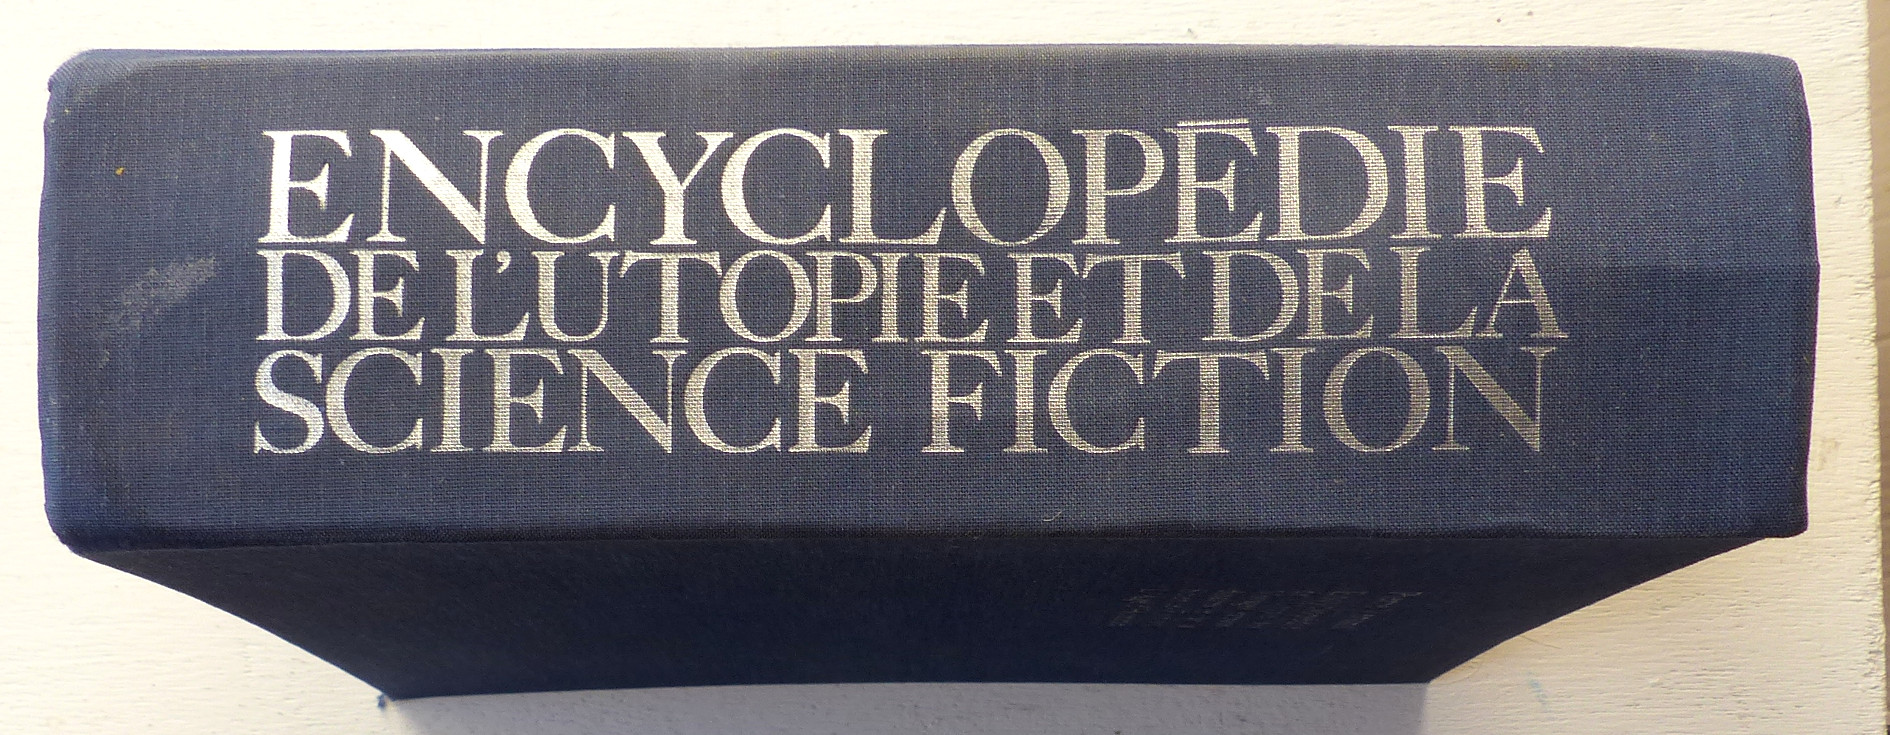 ENCYCLOPÉDIE
DE L'UTOPIE ET DE LA
SCIENCE FICTION